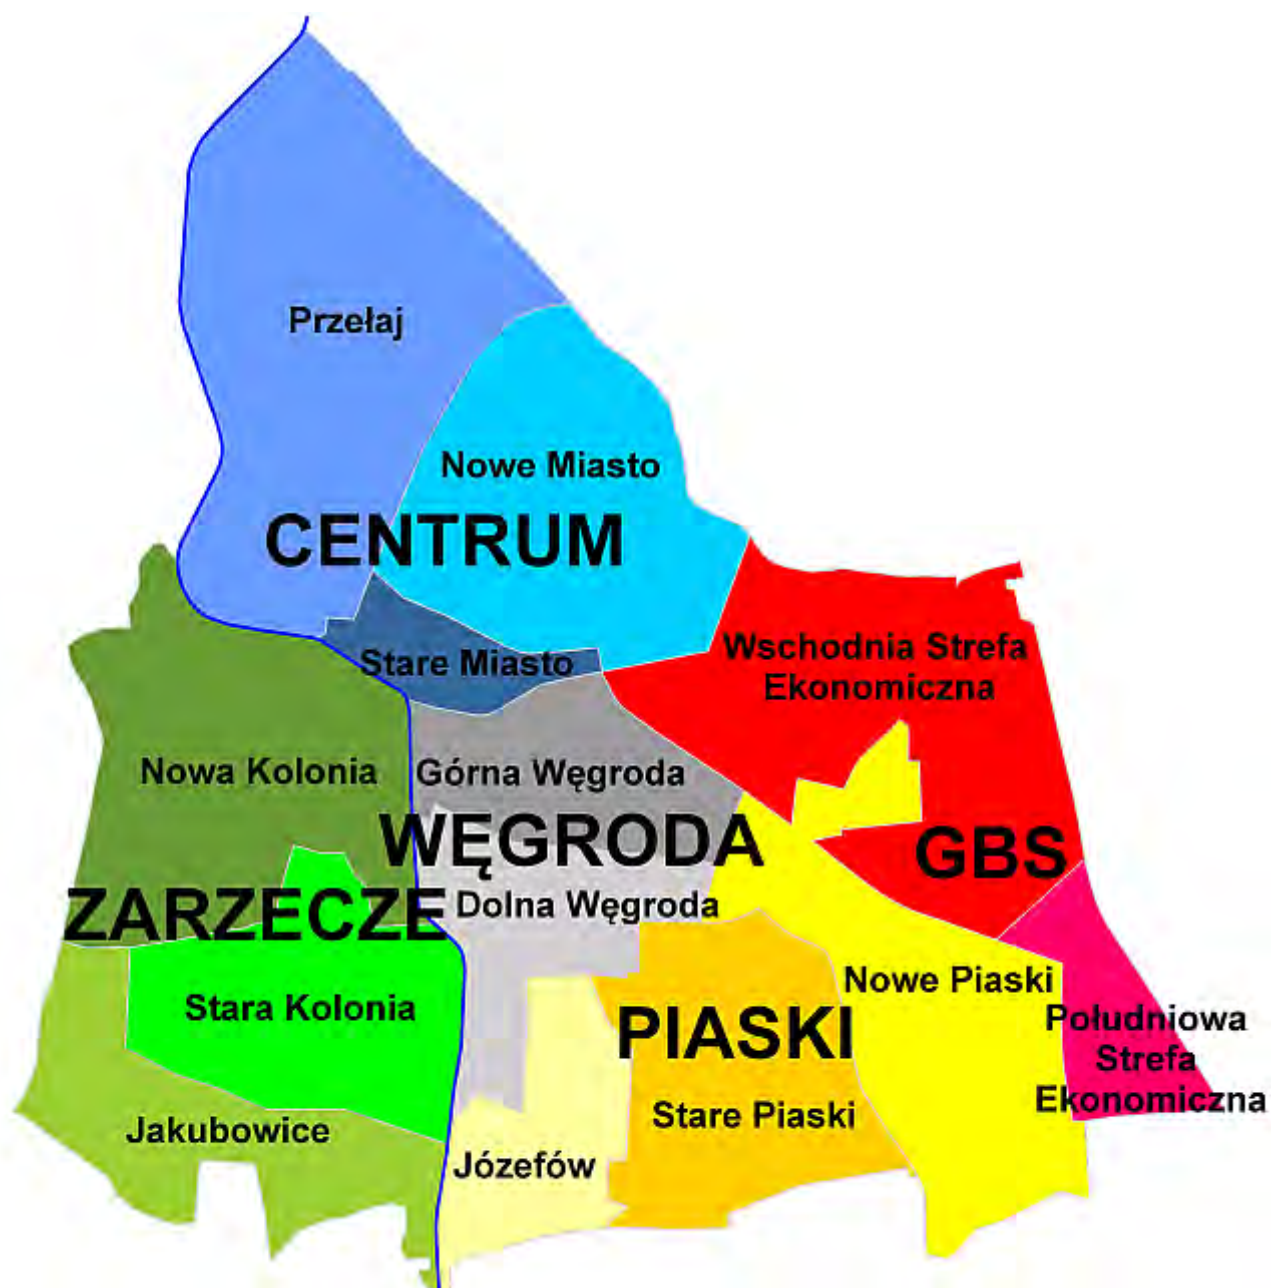 Przełaj
Nowe Miasto
CENTRUM
Wschodnia Strefa
Ekonomiczna
Stare Miasto
Nowa Kolonia
Górna Węgroda
WĘGRODA
GBS
ZARZECZE
Dolna Węgroda
Nowe Piaski
Stara Kolonia
PIASKI
Południowa
Strefa
Ekonomiczna
Stare Piaski
Jakubowice
Józefów